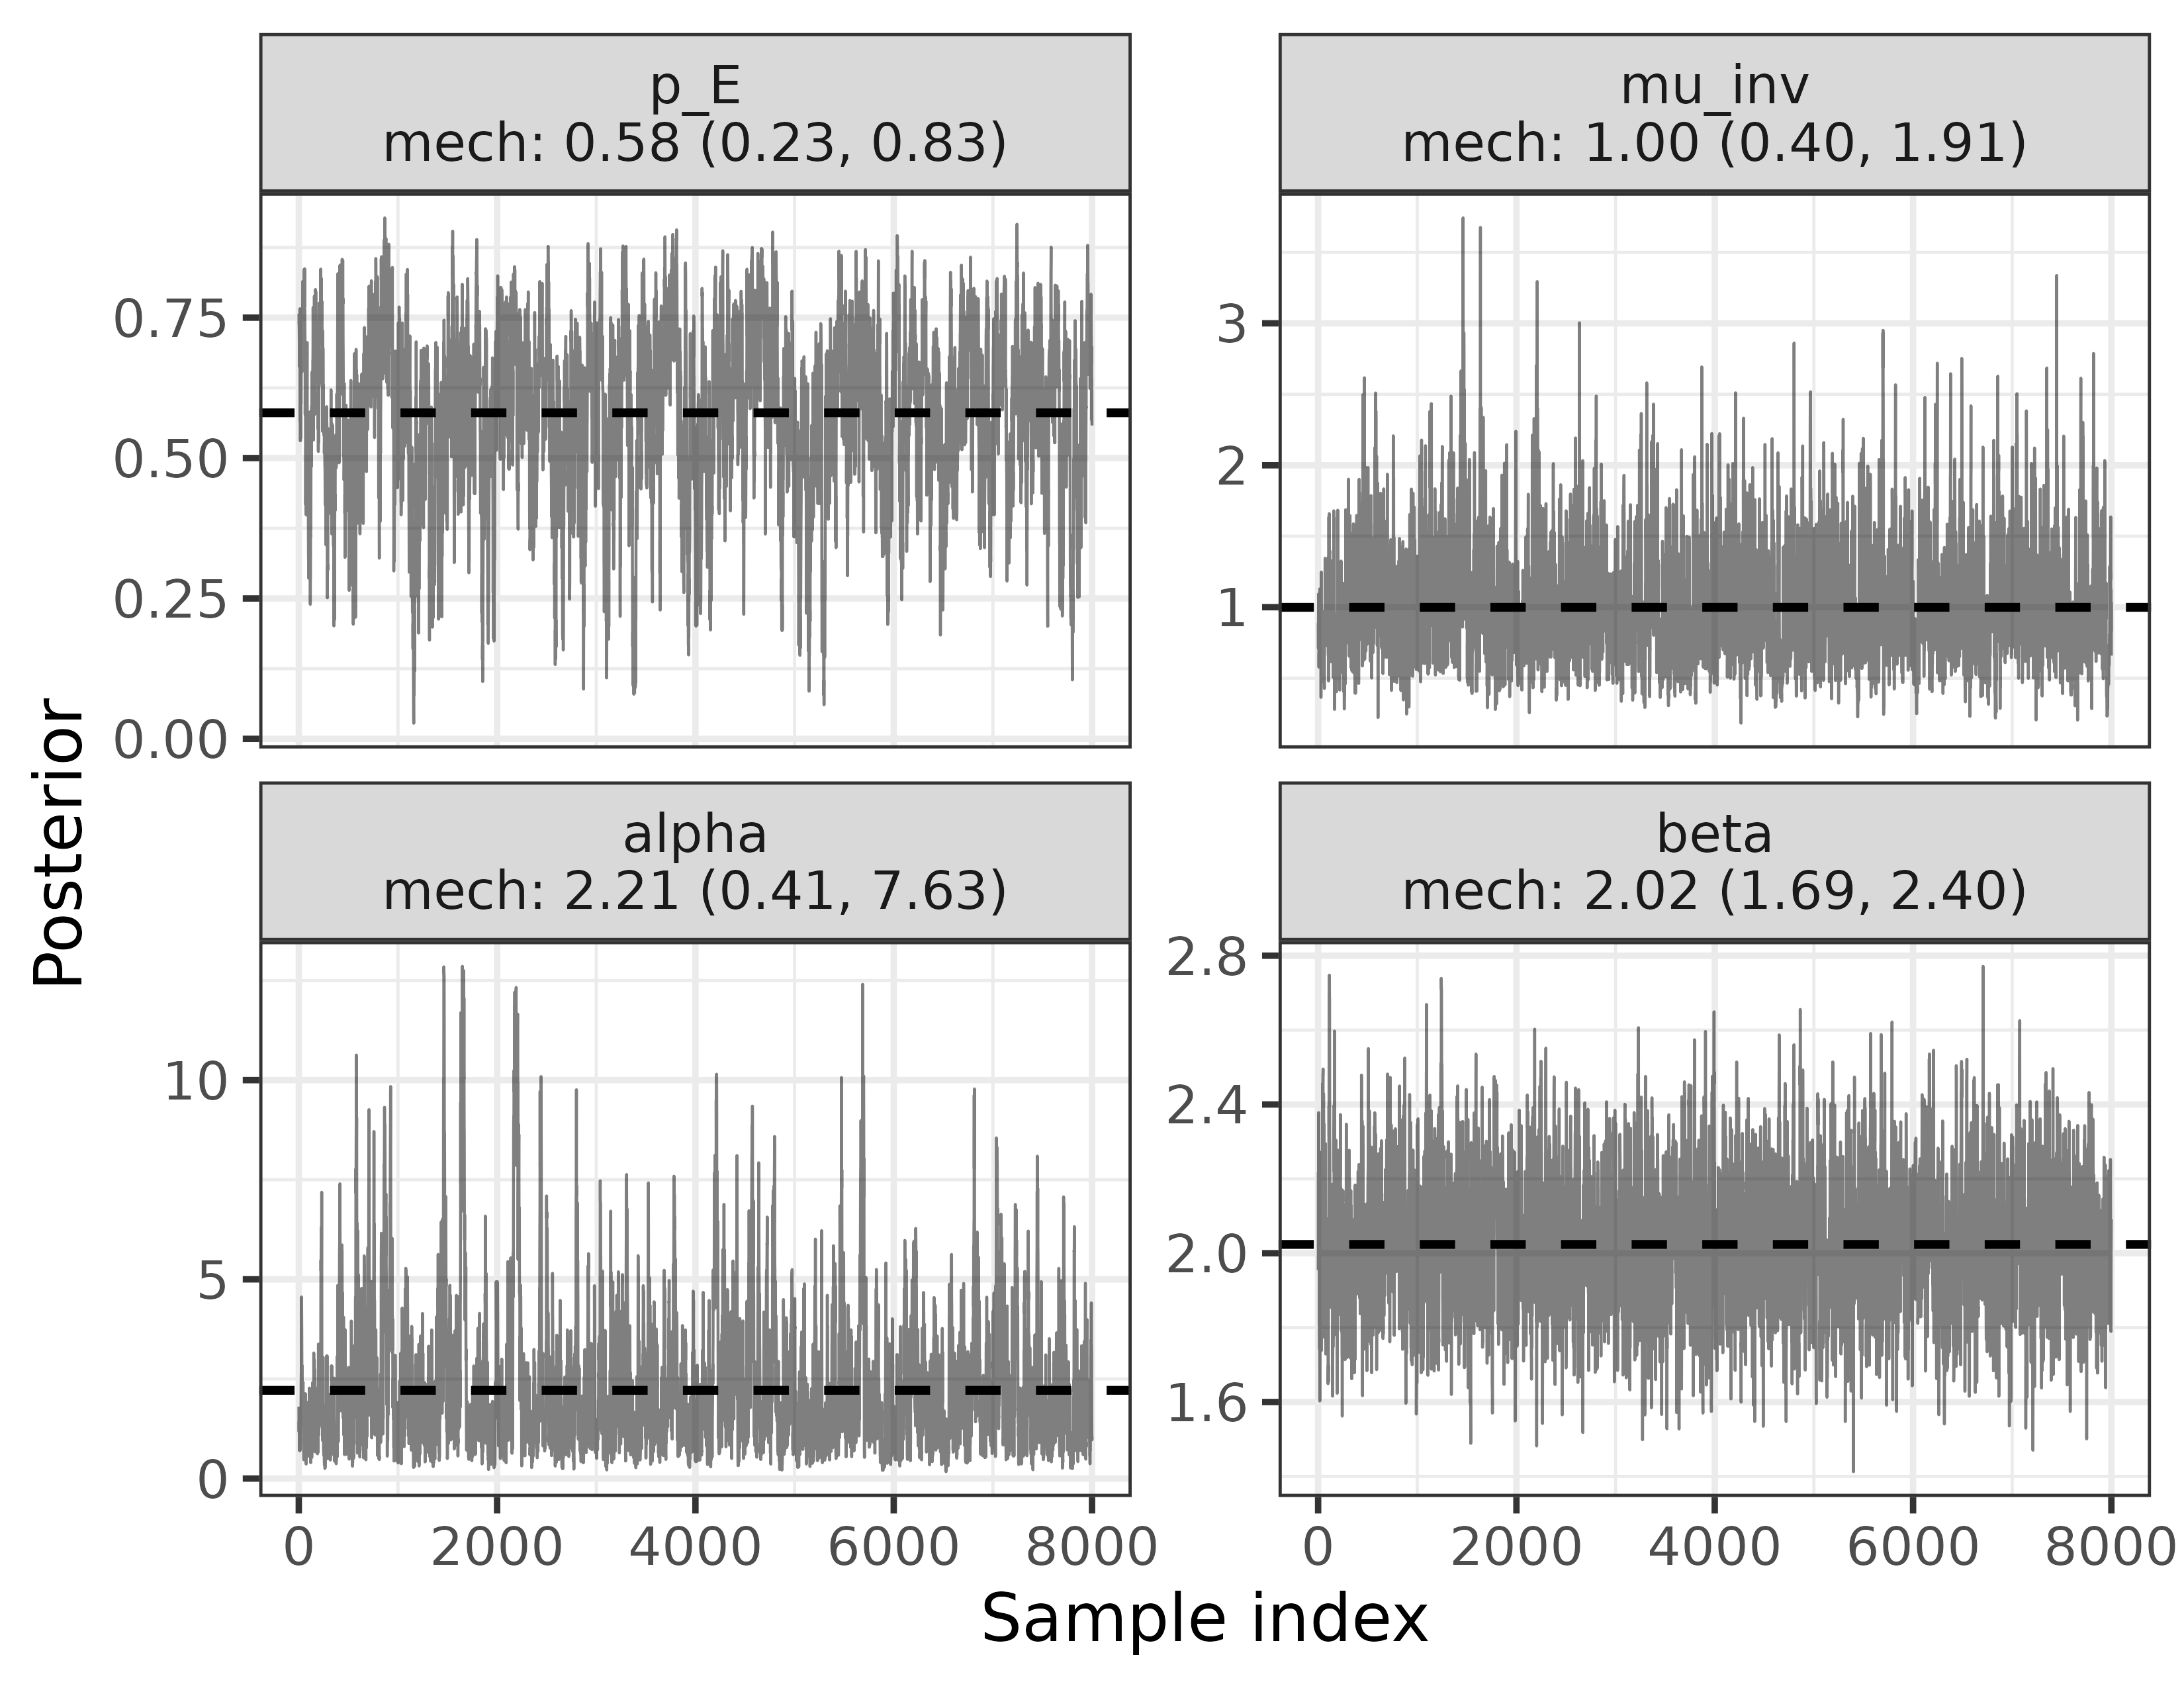 p_E
mech: 0.58 (0.23, 0.83)
mu_inv
mech: 1.00 (0.40, 1.91)
0.75
0.50
0.25
0.00
3
2
1
Posterior
alpha
mech: 2.21 (0.41, 7.63)
beta
mech: 2.02 (1.69, 2.40)
10
5
0
2.8
2.4
2.0
1.6
0 2000 4000 6000 8000
0 2000 4000 6000 8000
Sample index